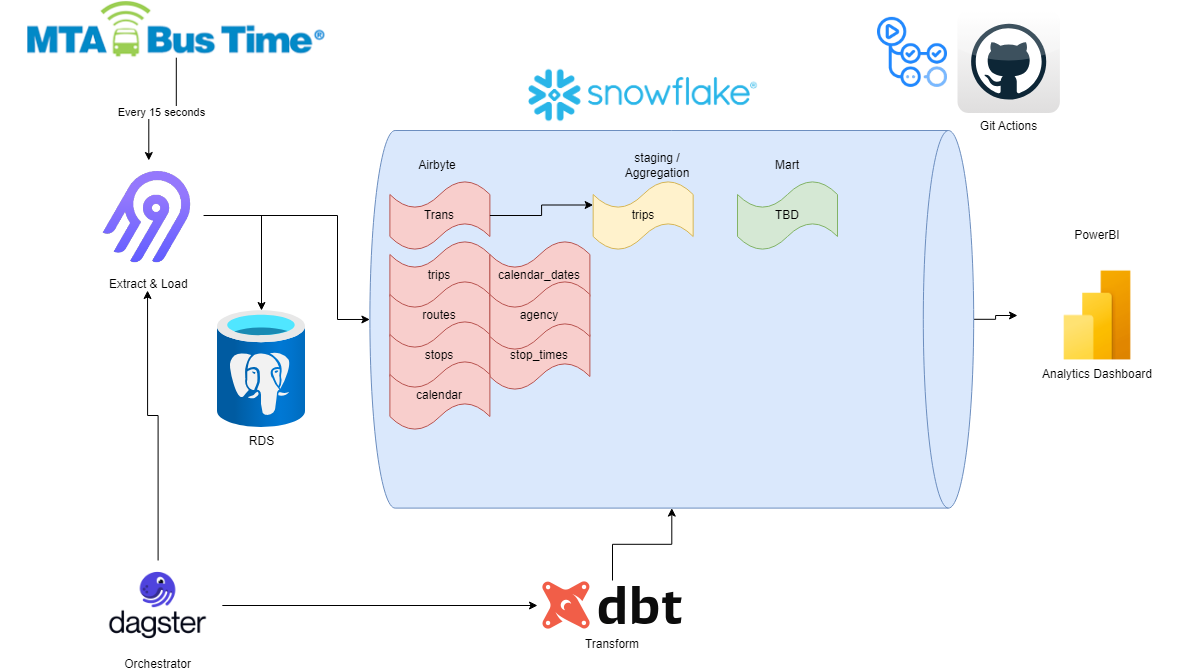 MTA Bus Time®
Every 15 seconds
Extract & Load
RDS
snowflake®
Git Actions
Airbyte
staging /
Aggregation
Mart
Trans
trips
TBD
trips
calendar_dates
routes
agency
stops
stop_times
calendar
PowerBI
Analytics Dashboard
dagster
Orchestrator
dbt
Transform